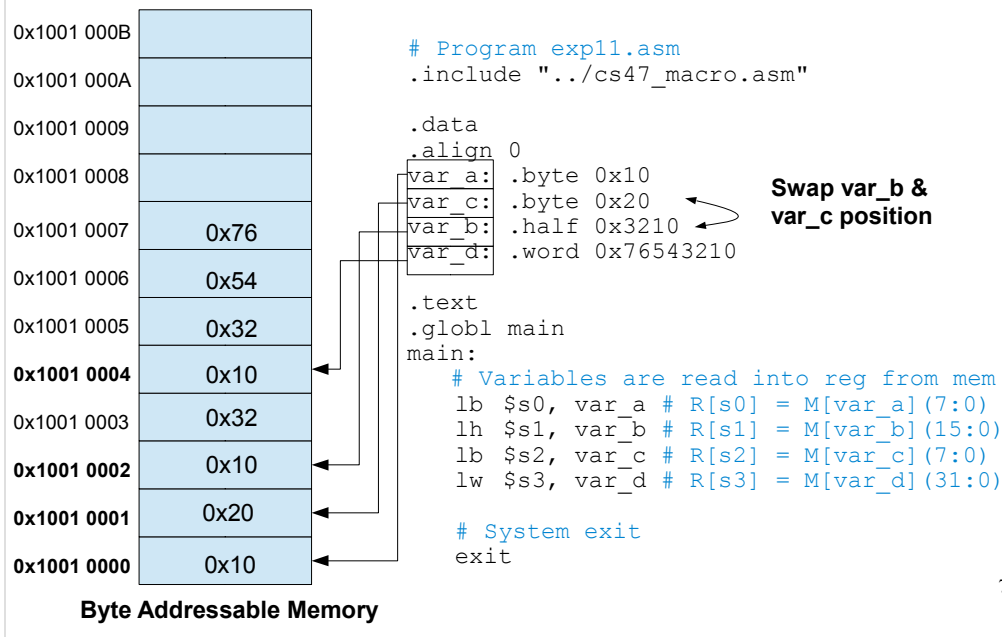 0x1001 000B
0x1001 000A
0x1001 0009
0x1001 0008
0x1001 0007 0x76
0x1001 0006 0x54
0x1001 0005 0x32
0x1001 0004 0x10
0x1001 0003 0x32
0x1001 0002 0x10
0x1001 0001 0x20
0x1001 0000 0x10
Byte Addressable Memory
# Program exp11.asm
.include "../cs47_macro.asm"
.data
.align 0
var_a: .byte 0x10
var_c: .byte 0x20
var_b: .half 0x3210
var_d: .word 0x76543210
Swap var_b &
var_c position
.text
.globl main
main:
# Variables are read into reg from mem
lb $s0, var_a # R[s0] = M[var_a](7:0)
lh $s1, var_b # R[s1] = M[var_b](15:0)
lb $s2, var_c # R[s2] = M[var_c](7:0)
lw $s3, var_d # R[s3] = M[var_d](31:0)
# System exit
exit